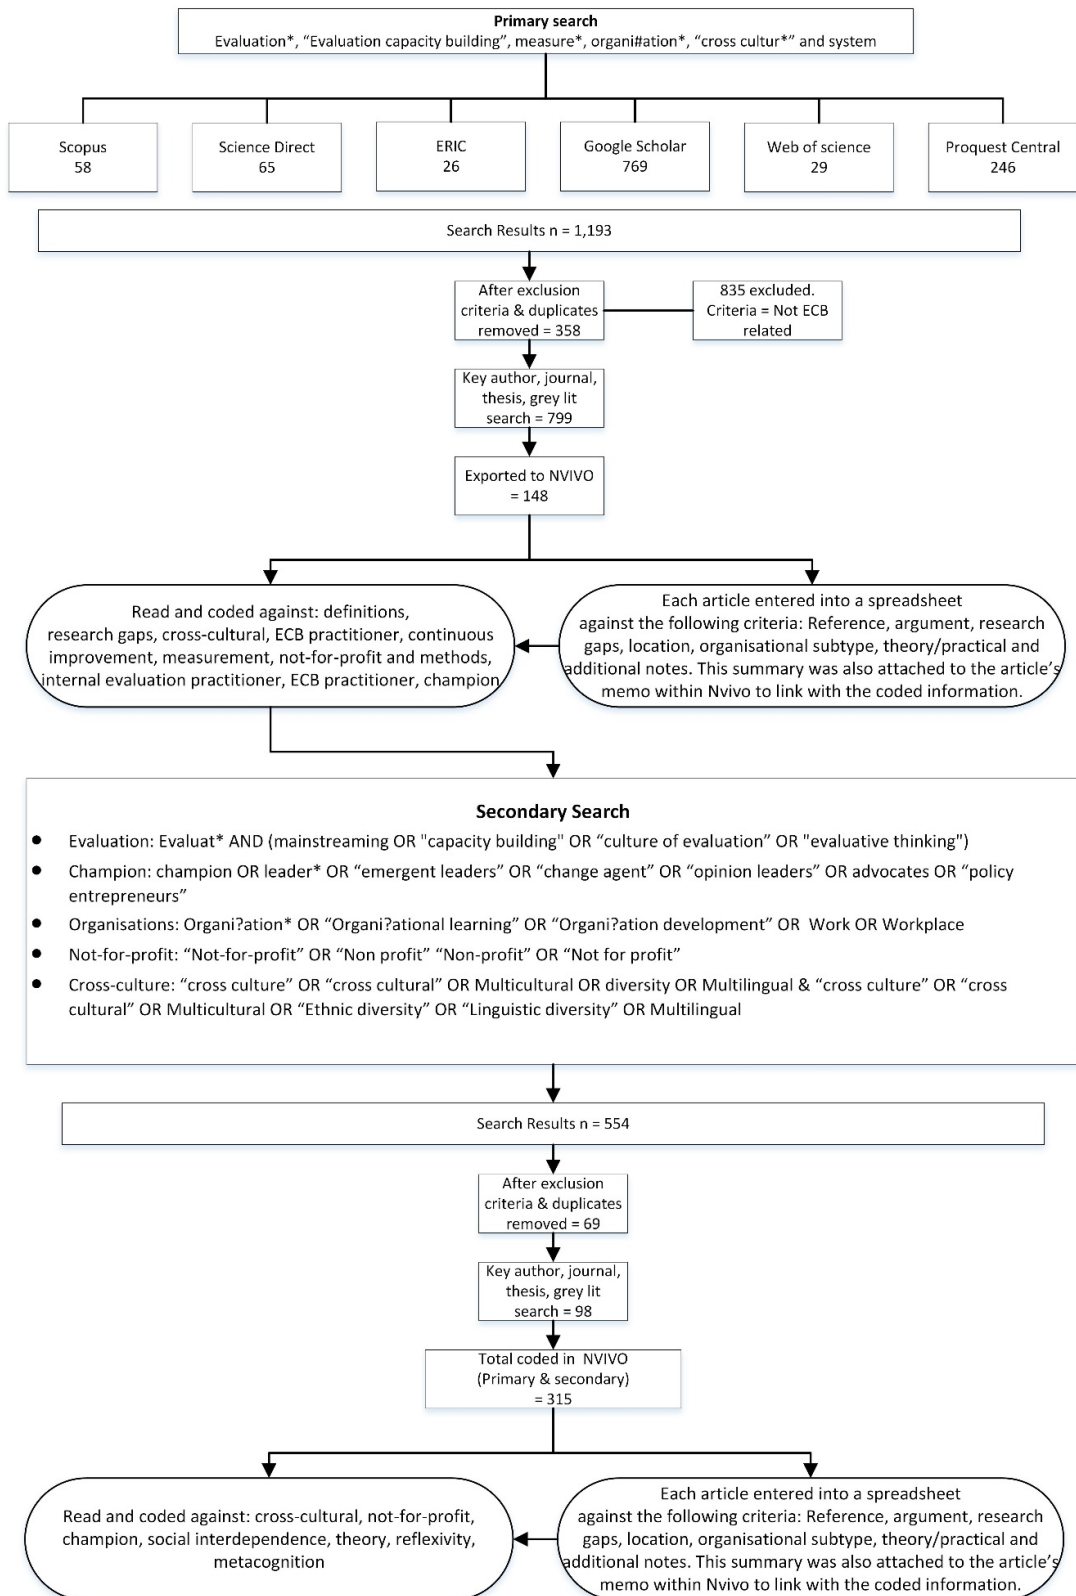 Primary search
Evaluation*, “Evaluation capacity building”, measure*, organi#ation*, “cross cultur*” and system
Scopus
58
Science Direct
65
ERIC
26
Google Scholar
769
Web of science
29
Proquest Central
246
Search Results n = 1,193
After exclusion
criteria & duplicates
removed = 358
835 excluded.
Criteria = Not ECB
related
Key author, journal,
thesis, grey lit
search = 799
Exported to NVIVO
= 148
Read and coded against: definitions,
research gaps, cross-cultural, ECB practitioner, continuous
improvement, measurement, not-for-profit and methods,
internal evaluation practitioner, ECB practitioner, champion
Each article entered into a spreadsheet
against the following criteria: Reference, argument, research
gaps, location, organisational subtype, theory/practical and
additional notes. This summary was also attached to the article’s
memo within Nvivo to link with the coded information.
Secondary Search
● Evaluation: Evaluat* AND (mainstreaming OR "capacity building" OR “culture of evaluation” OR "evaluative thinking")
● Champion: champion OR leader* OR “emergent leaders” OR “change agent” OR “opinion leaders” OR advocates OR “policy
entrepreneurs”
● Organisations: Organi?ation* OR “Organi?ational learning” OR “Organi?ation development” OR Work OR Workplace
● Not-for-profit: “Not-for-profit” OR “Non profit” “Non-profit” OR “Not for profit”
● Cross-culture: “cross culture” OR “cross cultural” OR Multicultural OR diversity OR Multilingual & “cross culture” OR “cross
cultural” OR Multicultural OR “Ethnic diversity” OR “Linguistic diversity” OR Multilingual
Search Results n = 554
After exclusion
criteria & duplicates
removed = 69
Key author, journal,
thesis, grey lit
search = 98
Total coded in NVIVO
(Primary & secondary)
= 315
Read and coded against: cross-cultural, not-for-profit,
champion, social interdependence, theory, reflexivity,
metacognition
Each article entered into a spreadsheet
against the following criteria: Reference, argument, research
gaps, location, organisational subtype, theory/practical and
additional notes. This summary was also attached to the article’s
memo within Nvivo to link with the coded information.